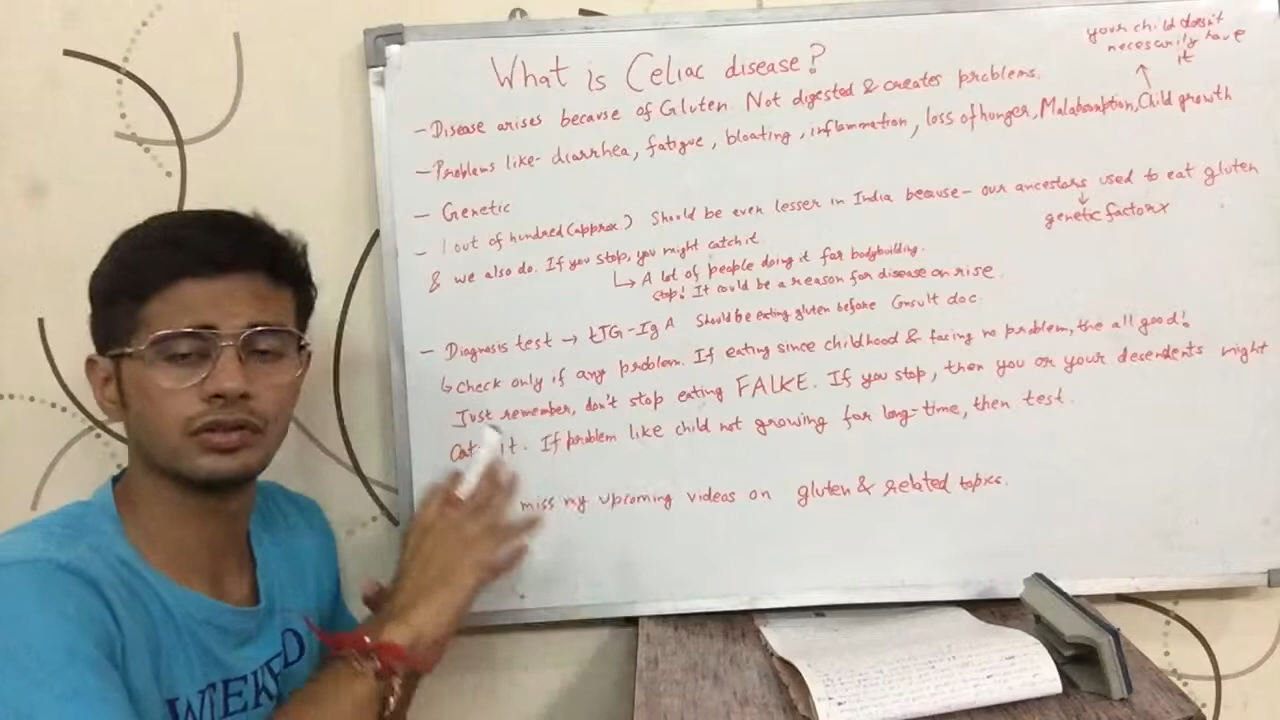 What is Celiac disease?
your child doesn't
necesarily have
it
- Disease arises because of Gluten. Not digested & creates problems.
- Problems like- diarrhea, fatigue, bloating, inflammation, loss of hunger, Malabsorption, Child growth
- Genetic
- 1 out of hundred (approx.) Should be even lesser in India because - our ancestors used to eat gluten
genetic factor x
& we also do. If you stop, you might catch it
↳ A lot of people doing it for bodybuilding.
stop! It could be a reason for disease on rise.
- Diagnosis test → tTG-IgA Should be eating gluten before Consult doc.
↳ check only if any problem. If eating since childhood & facing no problem, the all good!
Just remember, don't stop eating FALKE. If you stop, then you or your desendents might
it. If problem like child not growing for long-time, then test.
miss my upcoming videos on gluten & related topics.
WEEKND